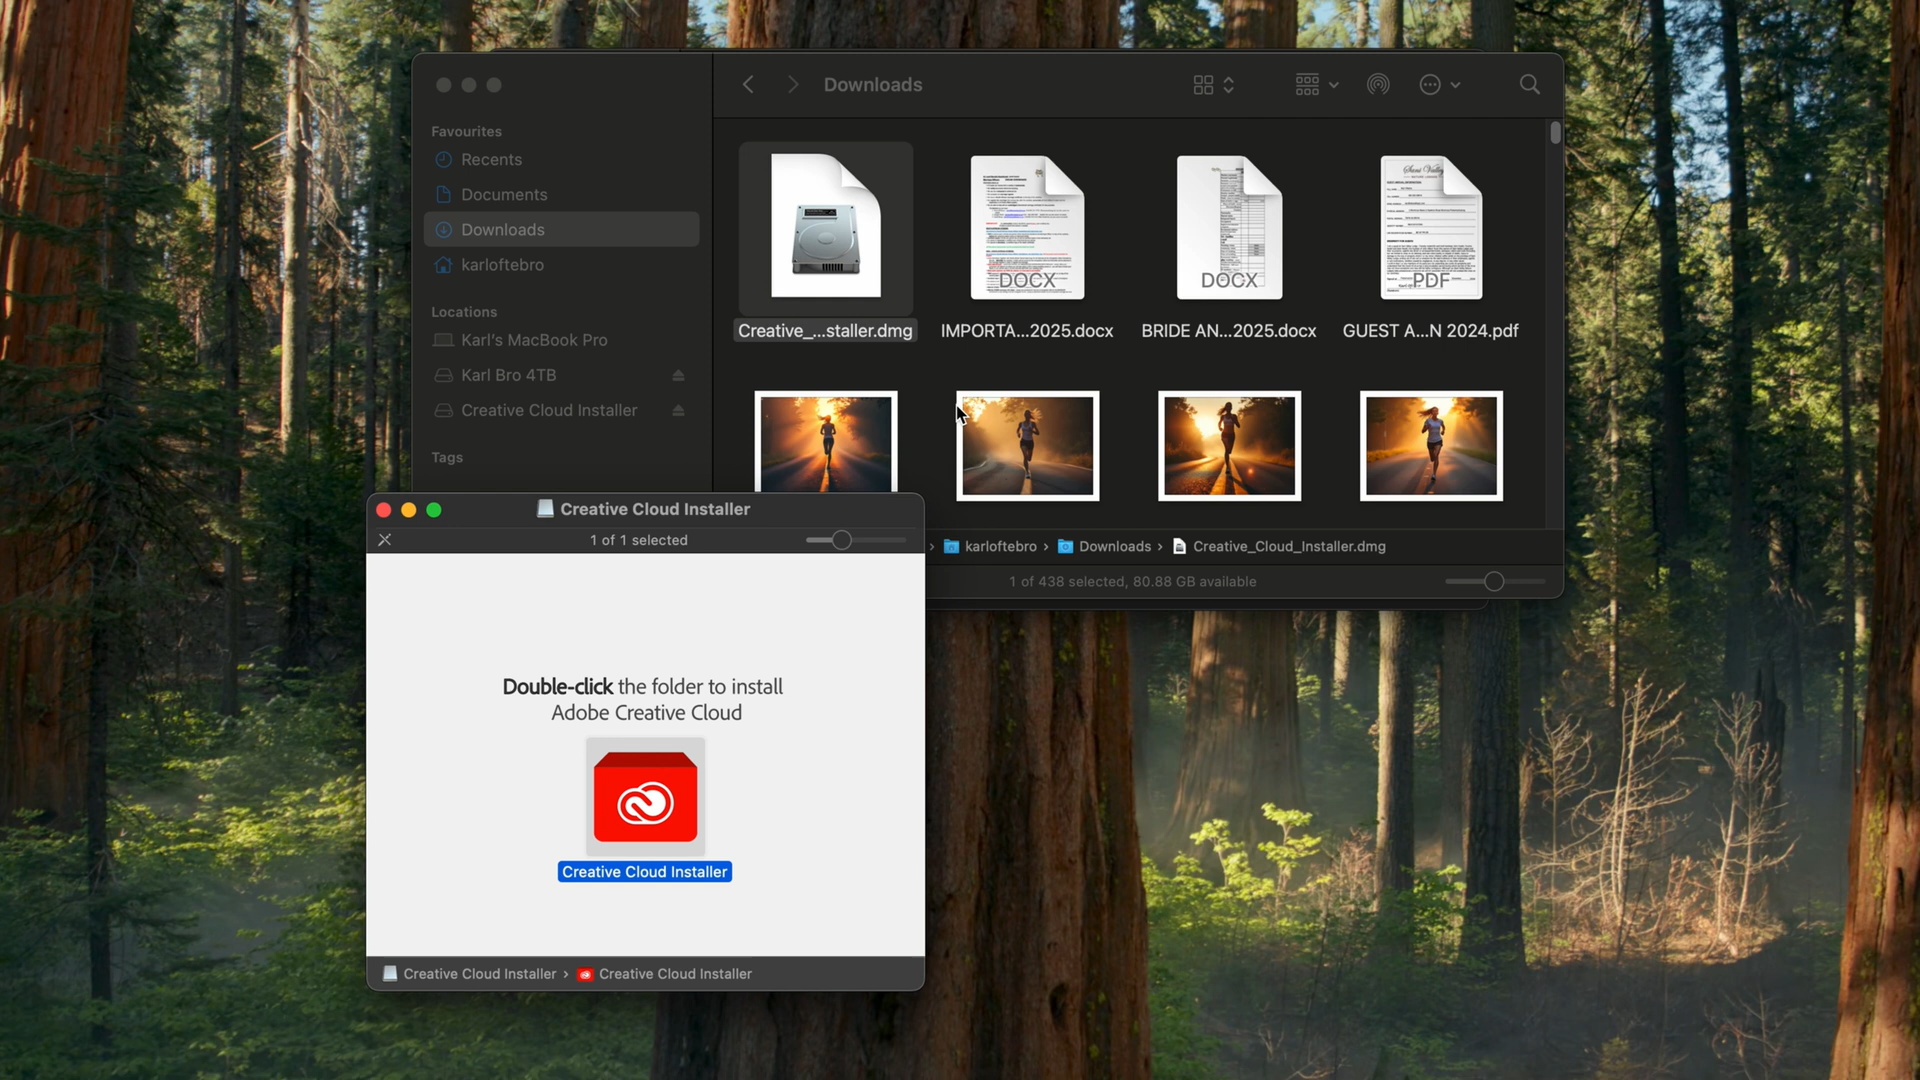 Downloads
Favourites
Recents
Documents
Downloads
karloftebro
Locations
Karl's MacBook Pro
Karl Bro 4TB
Creative Cloud Installer
Tags
DOCX
DOCX
PDF
Creative_...staller.dmg
IMPORTA...2025.docx
BRIDE AN...2025.docx
GUEST A...N 2024.pdf
karloftebro › Downloads › Creative_Cloud_Installer.dmg
1 of 438 selected, 80.88 GB available
Creative Cloud Installer
1 of 1 selected
Double-click the folder to install
Adobe Creative Cloud
Creative Cloud Installer
Creative Cloud Installer › Creative Cloud Installer